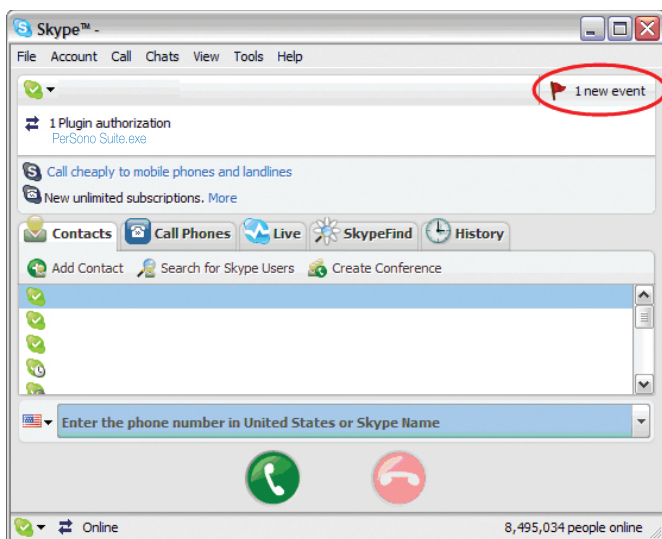 Skype™ -
File Account Call Chats View Tools Help
1 new event
1 Plugin authorization
PerSono Suite.exe
Call cheaply to mobile phones and landlines
New unlimited subscriptions. More
Contacts Call Phones Live SkypeFind History
Add Contact Search for Skype Users Create Conference
Enter the phone number in United States or Skype Name
Online 8,495,034 people online